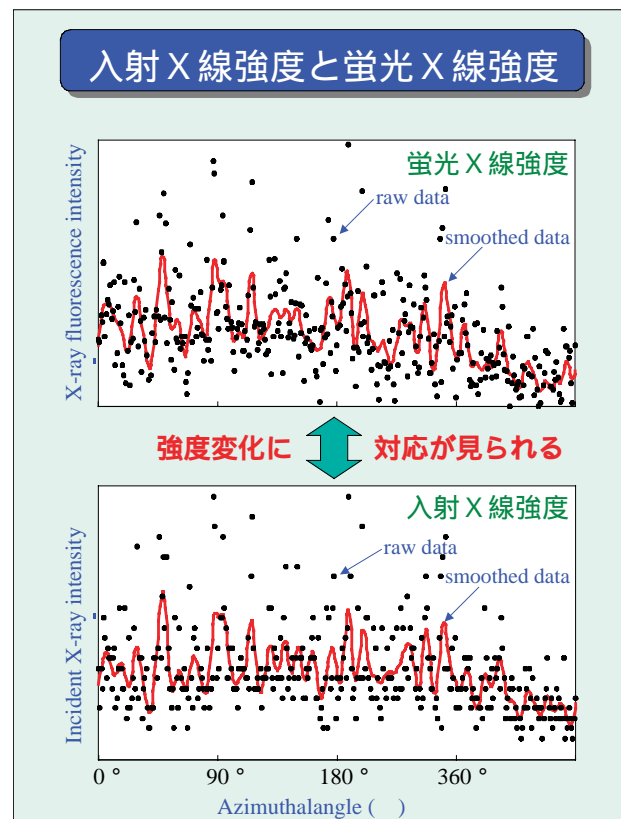 入射X線強度と蛍光X線強度
X-ray fluorescence intensity
蛍光X線強度
raw data
smoothed data
強度変化に 対応が見られる
Incident X-ray intensity
入射X線強度
raw data
smoothed data
0 ° 90 ° 180 ° 360 °
Azimuthalangle ( )